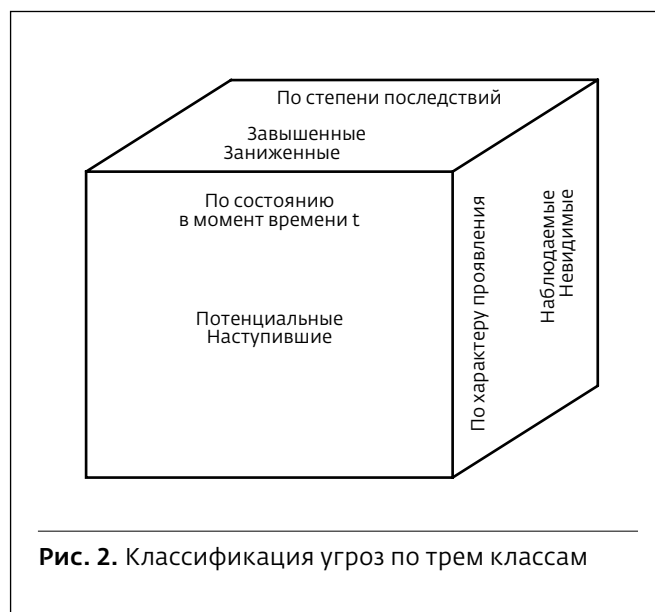 По степени последствий
Завышенные
Заниженные
По состоянию
в момент времени t
Потенциальные
Наступившие
По характеру проявления
Наблюдаемые
Невидимые
Рис. 2. Классификация угроз по трем классам